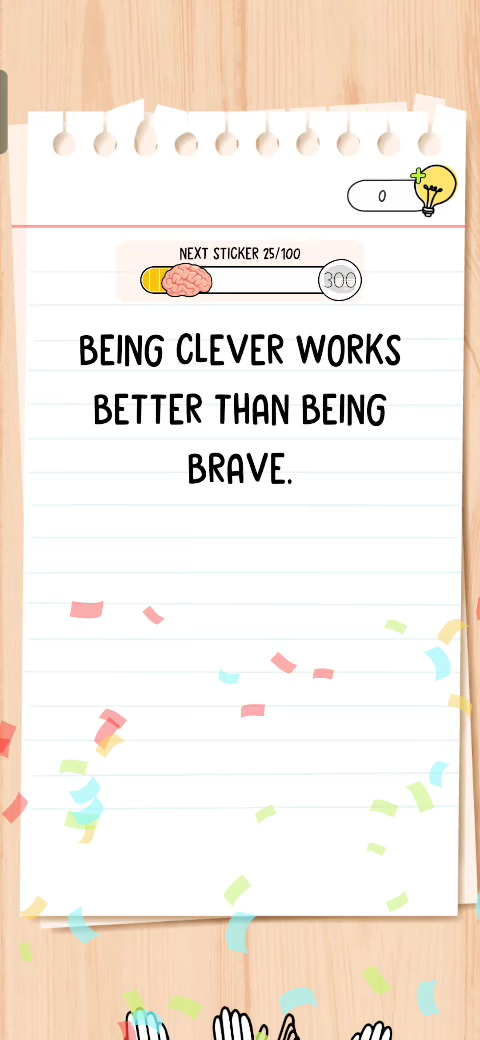 0
NEXT STICKER 25/100
300
BEING CLEVER WORKS
BETTER THAN BEING
BRAVE.